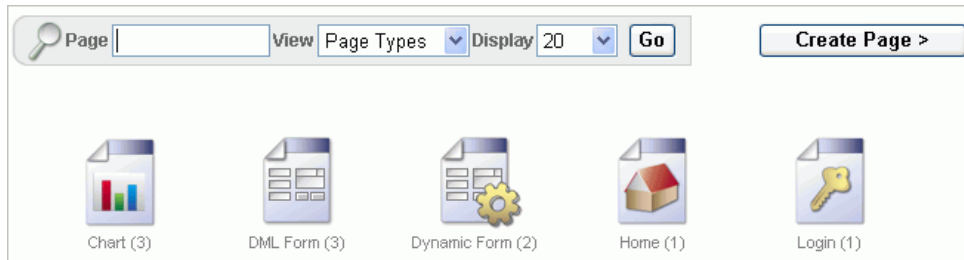 Page View Page Types Display 20 Go Create Page >
Chart (3) DML Form (3) Dynamic Form (2) Home (1) Login (1)